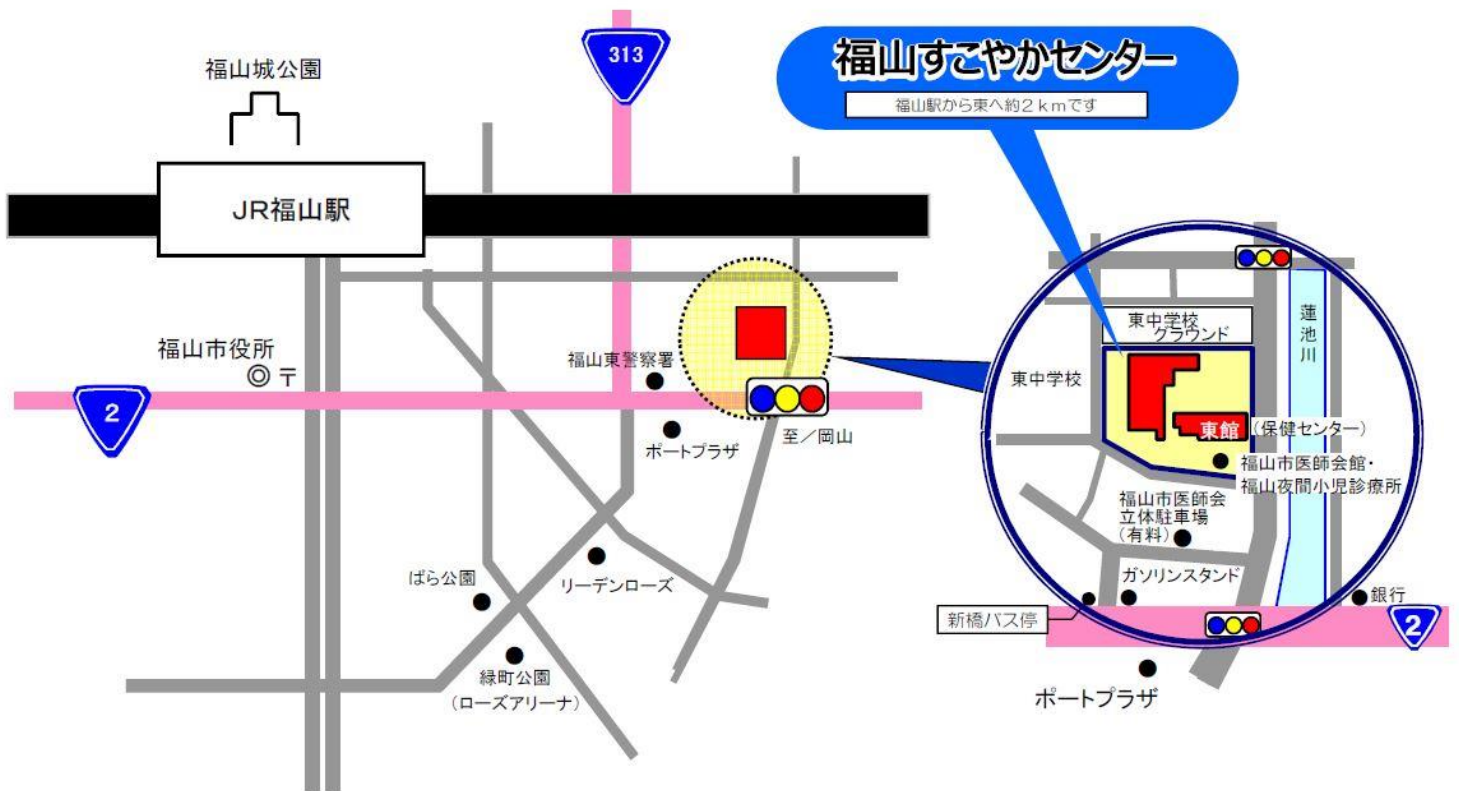 福山城公園
313
福山すこやかセンター
福山駅から東へ約2kmです
JR福山駅
福山市役所
◎〒
2
福山東警察署
ポートプラザ
至／岡山
ばら公園
リーデンローズ
緑町公園
(ローズアリーナ)
東中学校
グラウンド
蓮池川
東中学校
東館
(保健センター)
福山市医師会館・
福山夜間小児診療所
福山市医師会
立体駐車場
(有料)
ガソリンスタンド
新橋バス停
銀行
2
ポートプラザ